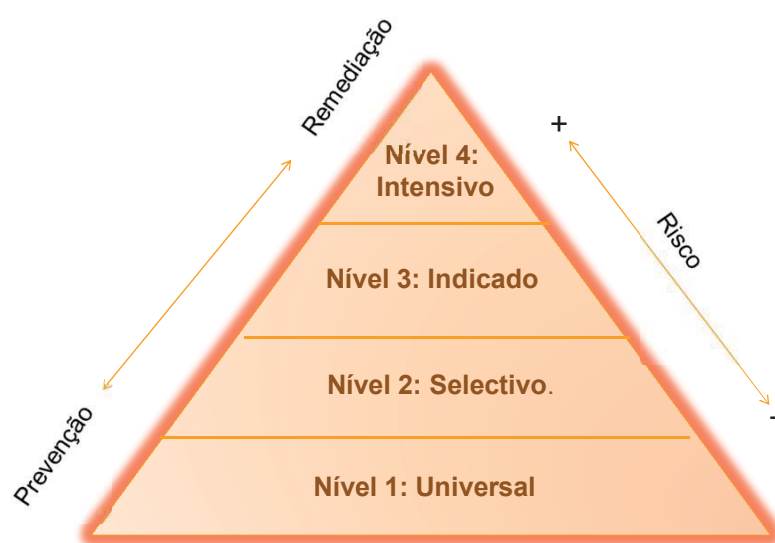 Remediação
+
Nível 4:
Intensivo
Risco
Nível 3: Indicado
Nível 2: Selectivo.
-
Prevenção
Nível 1: Universal